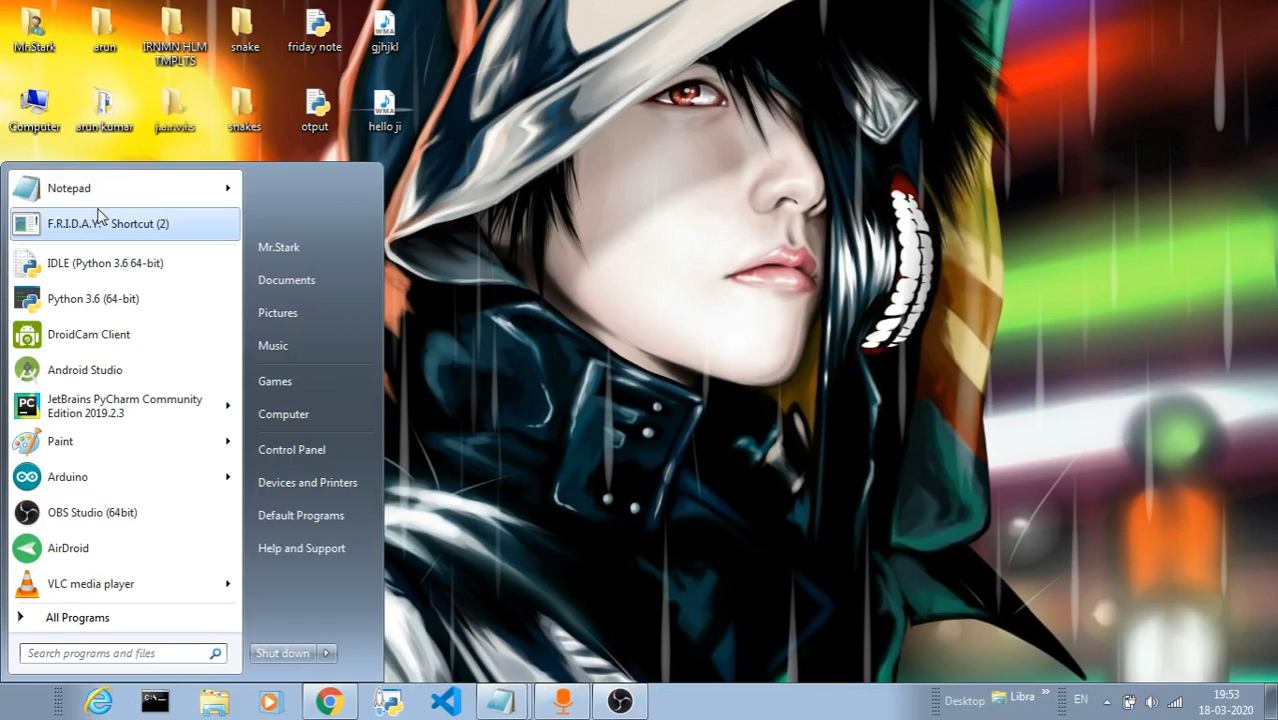 Mr.Stark
arun
IRNMN HLM
TMPLTS
snake
friday note
gjhjkl
Computer
arun kumar
snakes
otput
hello ji
Notepad
F.R.I.D.A.Y. - Shortcut (2)
IDLE (Python 3.6 64-bit)
Python 3.6 (64-bit)
DroidCam Client
Android Studio
JetBrains PyCharm Community
Edition 2019.2.3
Paint
Arduino
OBS Studio (64bit)
AirDroid
VLC media player
All Programs
Search programs and files
Mr.Stark
Documents
Pictures
Music
Games
Computer
Control Panel
Devices and Printers
Default Programs
Help and Support
Shut down
Desktop
Libra
EN
19:53
18-03-2020